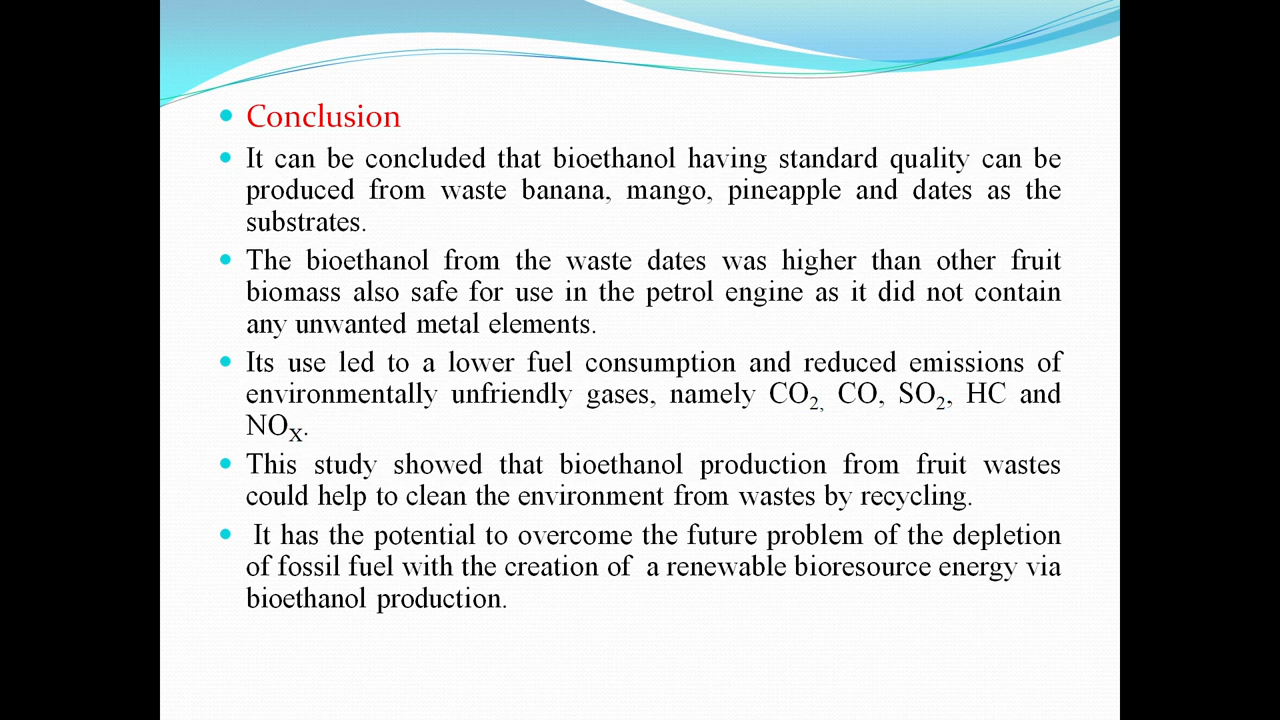 • Conclusion
• It can be concluded that bioethanol having standard quality can be
produced from waste banana, mango, pineapple and dates as the
substrates.
• The bioethanol from the waste dates was higher than other fruit
biomass also safe for use in the petrol engine as it did not contain
any unwanted metal elements.
• Its use led to a lower fuel consumption and reduced emissions of
environmentally unfriendly gases, namely CO₂, CO, SO₂, HC and
NOX.
• This study showed that bioethanol production from fruit wastes
could help to clean the environment from wastes by recycling.
• It has the potential to overcome the future problem of the depletion
of fossil fuel with the creation of a renewable bioresource energy via
bioethanol production.